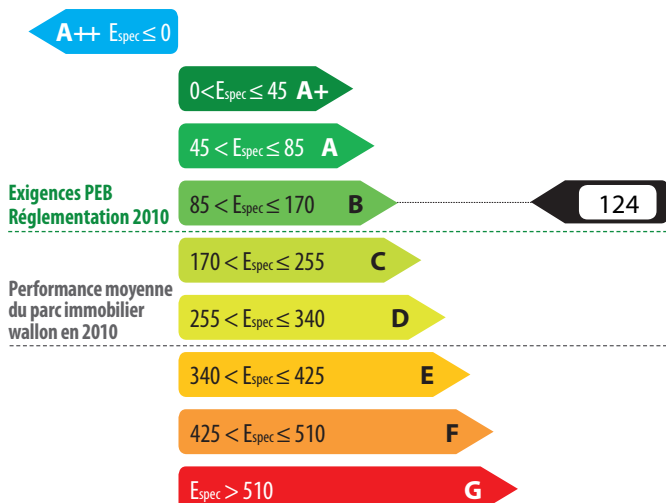 A++ Espec ≤ 0
0<Espec ≤ 45 A+
45 < Espec ≤ 85 A
Exigences PEB
Réglementation 2010
85 < Espec ≤ 170 B
124
170 < Espec ≤ 255 C
Performance moyenne
du parc immobilier
wallon en 2010
255 < Espec ≤ 340 D
340 < Espec ≤ 425 E
425 < Espec ≤ 510 F
Espec > 510 G